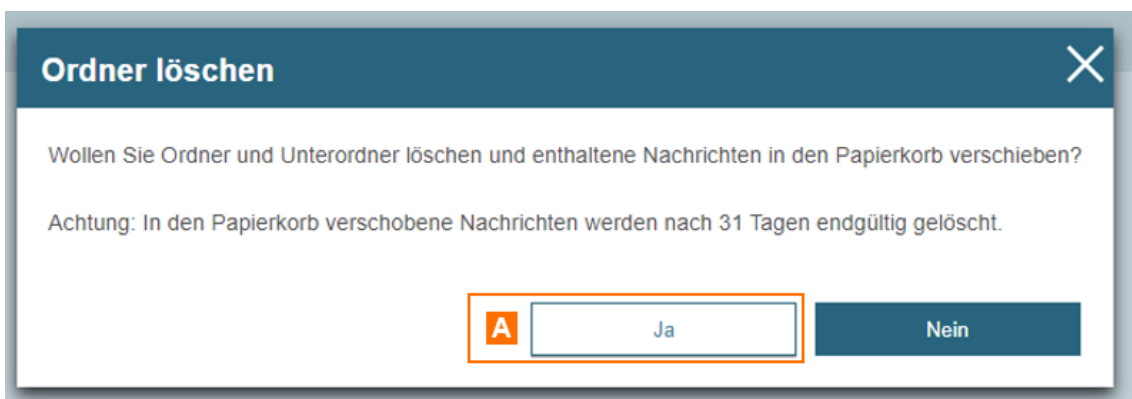 Ordner löschen
Wollen Sie Ordner und Unterordner löschen und enthaltene Nachrichten in den Papierkorb verschieben?
Achtung: In den Papierkorb verschobene Nachrichten werden nach 31 Tagen endgültig gelöscht.
A Ja Nein